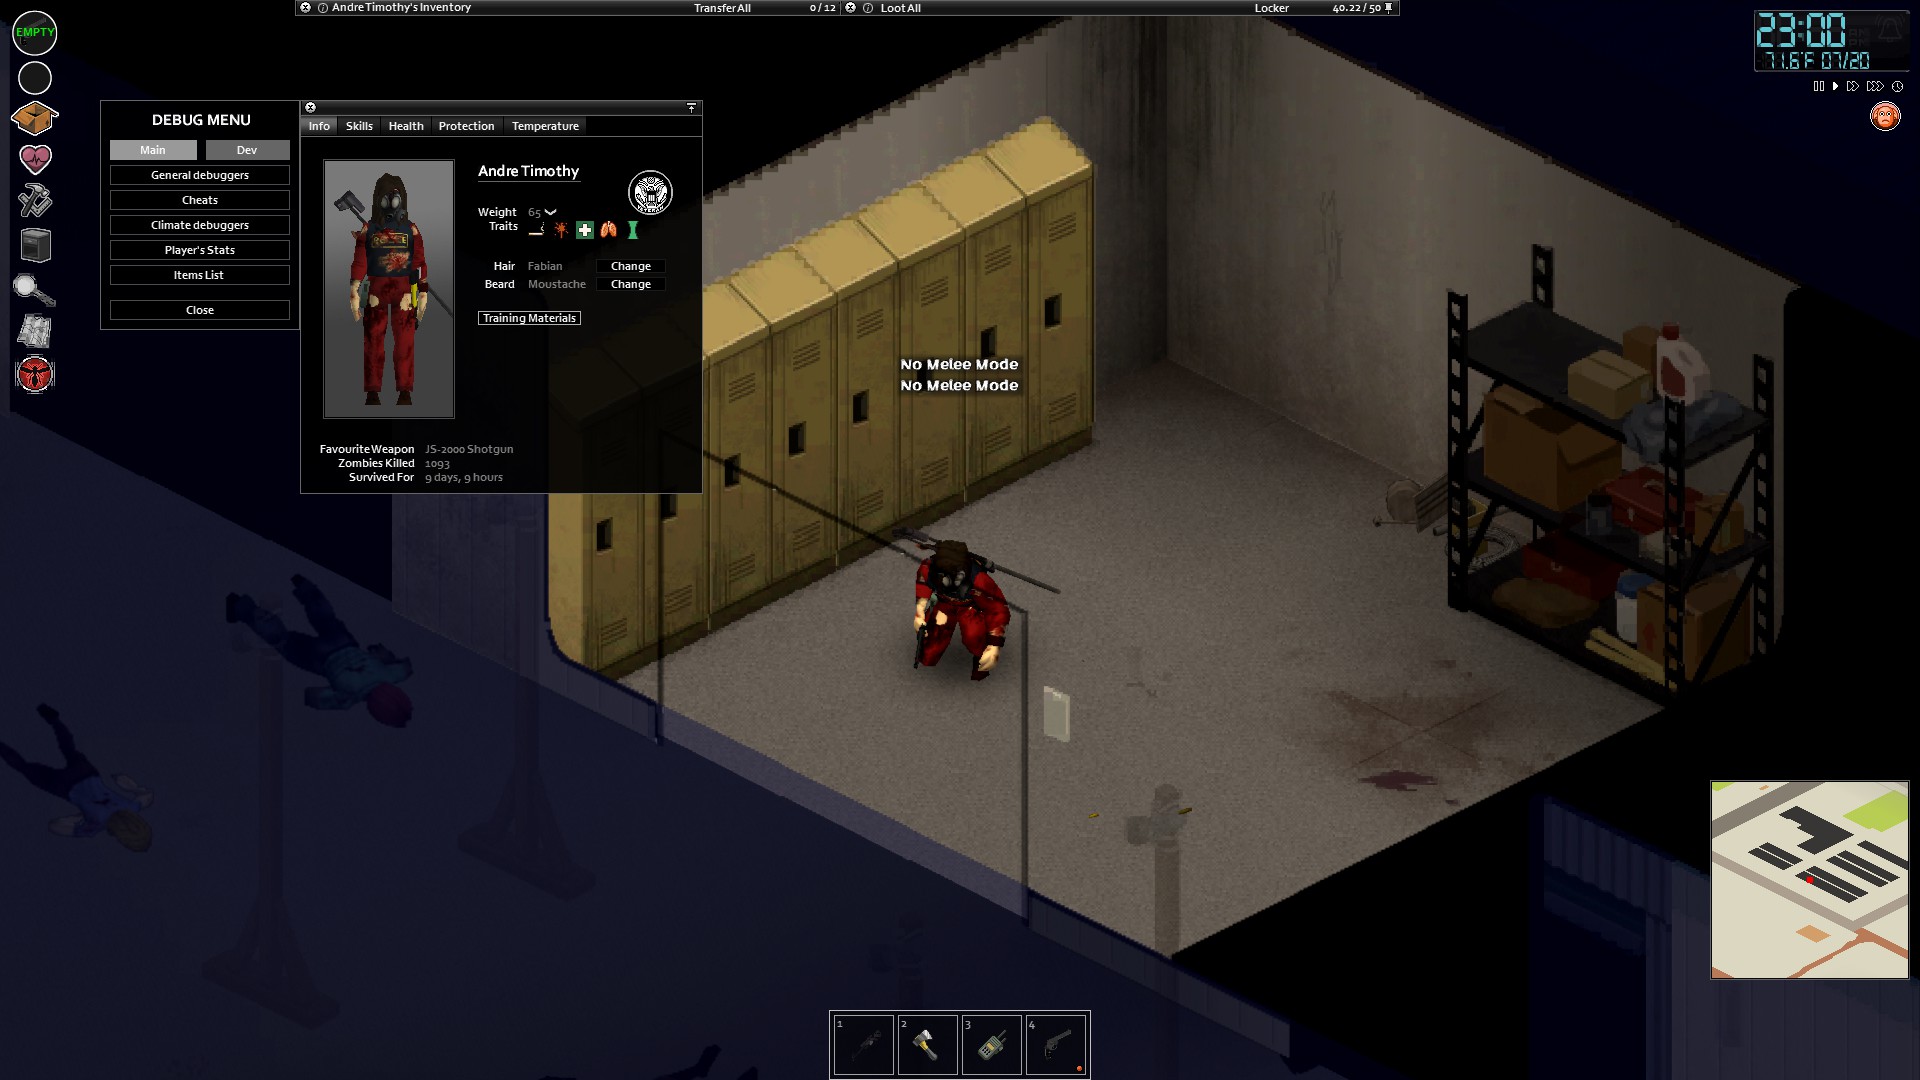 Andre Timothy's Inventory
Transfer All
0 / 12
Loot All
Locker
40.22 / 50
EMPTY
23:00
71.6°F 07/20
DEBUG MENU
Main
Dev
General debuggers
Cheats
Climate debuggers
Player's Stats
Items List
Close
Info
Skills
Health
Protection
Temperature
Andre Timothy
VETERAN
Weight 65
Traits
Hair Fabian Change
Beard Moustache Change
Training Materials
Favourite Weapon JS-2000 Shotgun
Zombies Killed 1093
Survived For 9 days, 9 hours
No Melee Mode
No Melee Mode
1
2
3
4